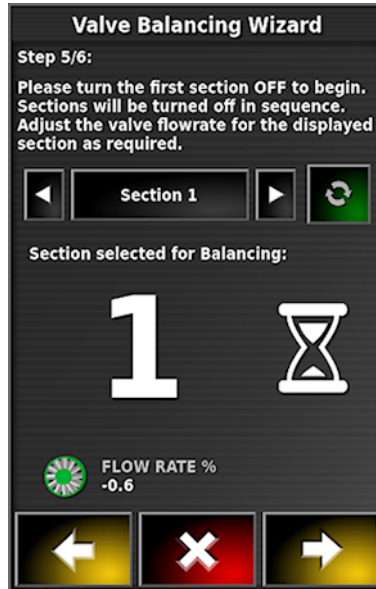 Valve Balancing Wizard
Step 5/6:
Please turn the first section OFF to begin.
Sections will be turned off in sequence.
Adjust the valve flowrate for the displayed
section as required.
Section 1
Section selected for Balancing:
1
FLOW RATE %
-0.6